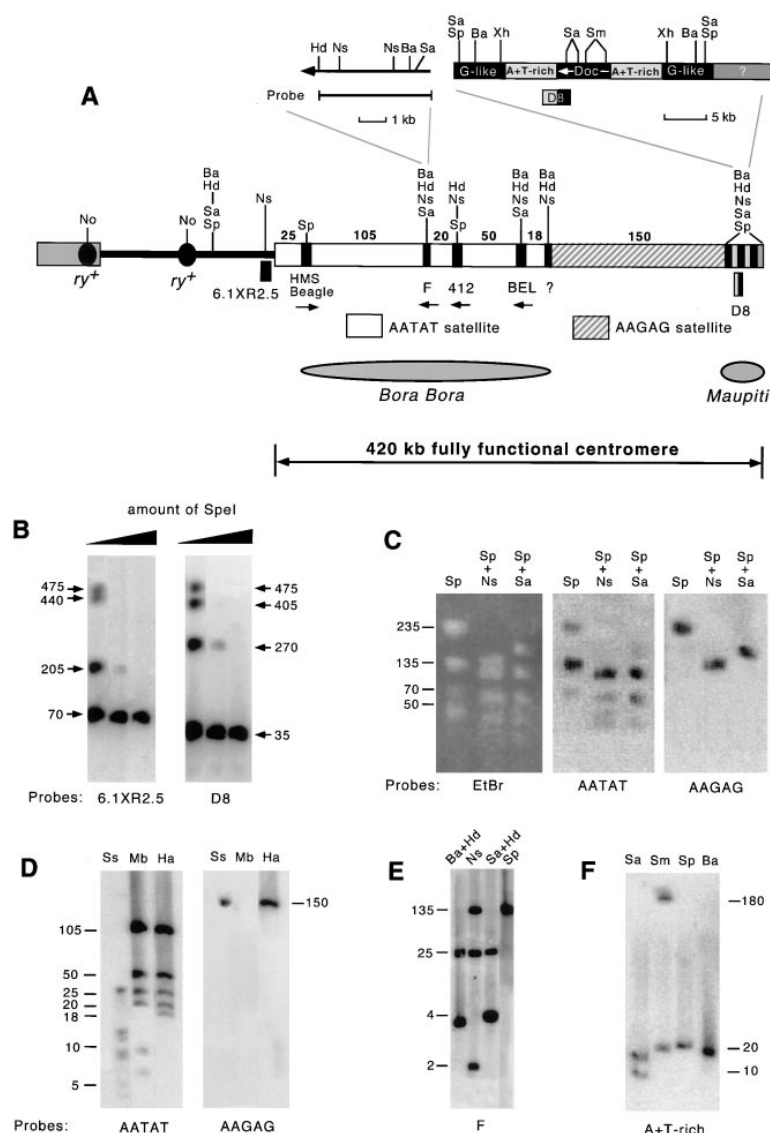 A
Hd Ns Ns Ba Sa
Probe
1 kb
Sa
Sp Ba Xh Sa Sm Xh Ba Sa
Sp
G-like A+T-rich Doc A+T-rich G-like ?
D8
5 kb
No No Ba
Hd
Sa
Sp Ns Sp Ba
Hd
Ns
Sa Hd
Ns
Sp Ba
Hd
Ns
Sa Ba
Hd
Ns Ba
Hd
Ns
Sa
Sp
25 105 20 50 18 150
ry+ ry+ 6.1XR2.5 HMS
Beagle F 412 BEL ? D8
AATAT satellite AAGAG satellite
Bora Bora Maupiti
420 kb fully functional centromere
B
amount of SpeI
475
440
205
70
475
405
270
35
Probes: 6.1XR2.5 D8
C
Sp Sp
+
Ns Sp
+
Sa Sp Sp
+
Ns Sp
+
Sa Sp Sp
+
Ns Sp
+
Sa
235
135
70
50
Probes: EtBr AATAT AAGAG
D
Ss Mb Ha Ss Mb Ha
105
50
25
20
18
10
5
150
Probes: AATAT AAGAG
E
Ba+Hd Ns Sa+Hd Sp
135
25
4
2
F
F
Sa Sm Sp Ba
180
20
10
A+T-rich